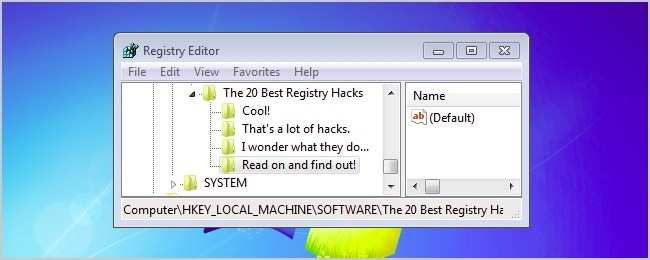 Registry Editor
File Edit View Favorites Help
The 20 Best Registry Hacks
Cool!
That's a lot of hacks.
I wonder what they do...
Read on and find out!
SYSTEM
Name
ab (Default)
Computer\HKEY_LOCAL_MACHINE\SOFTWARE\The 20 Best Registry Ha